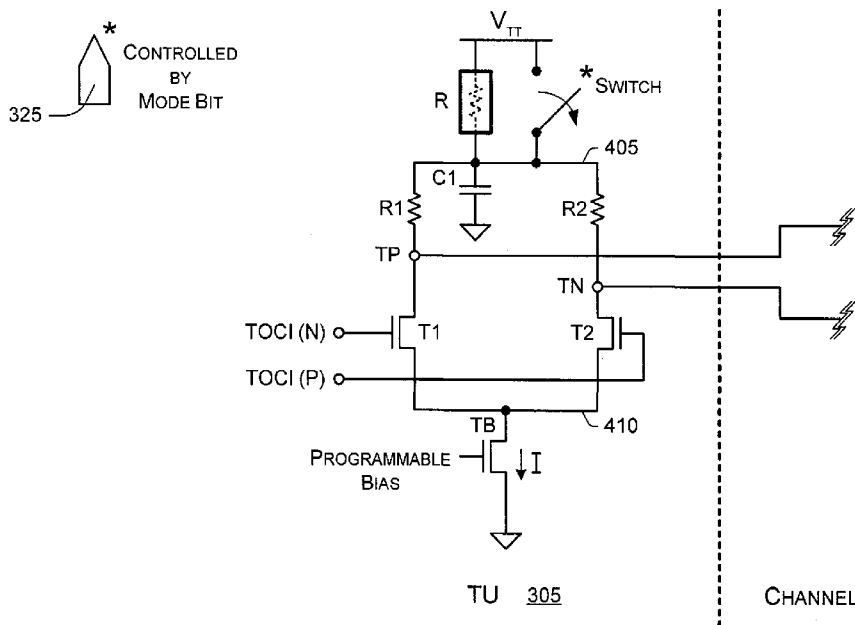 VTT
* CONTROLLED
BY
MODE BIT
325
R
* SWITCH
405
C1
R1
R2
TP
TN
TOCI (N)
T1
T2
TOCI (P)
TB
410
PROGRAMMABLE
BIAS
I
TU 305
CHANNEL